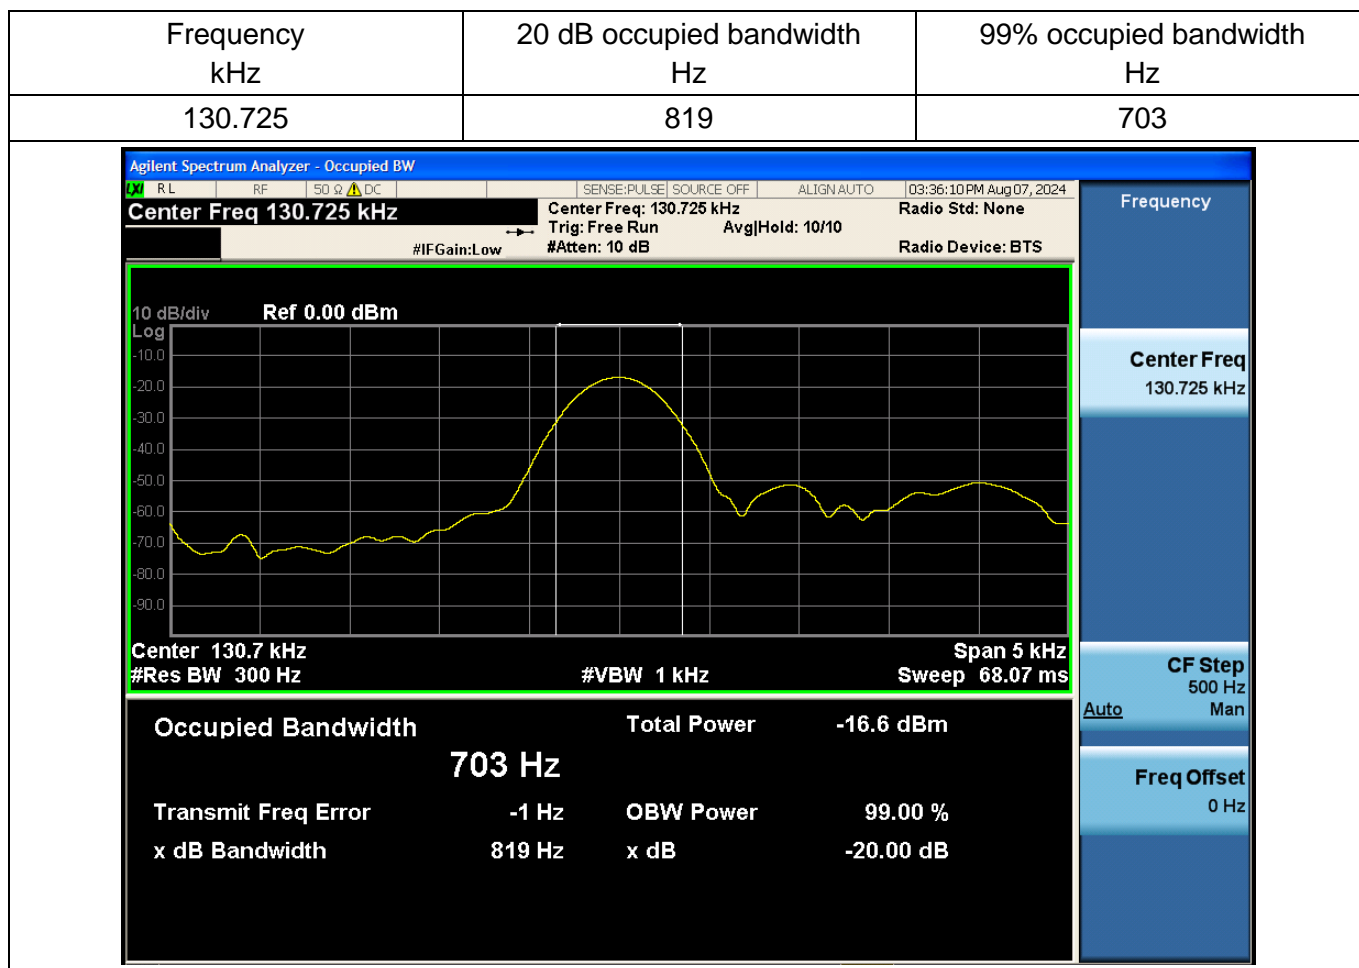 Frequency 20 dB occupied bandwidth 99% occupied bandwidth
kHz Hz Hz
130.725 819 703
Agilent Spectrum Analyzer - Occupied BW
LXI R L RF 50 Ω DC SENSE:PULSE SOURCE OFF ALIGN AUTO 03:36:10 PM Aug 07, 2024
Center Freq 130.725 kHz Center Freq: 130.725 kHz Radio Std: None Frequency
Trig: Free Run Avg|Hold: 10/10
#IFGain:Low #Atten: 10 dB Radio Device: BTS
10 dB/div Ref 0.00 dBm
Log
-10.0
-20.0
-30.0
-40.0
-50.0
-60.0
-70.0
-80.0
-90.0
Center 130.7 kHz Span 5 kHz
#Res BW 300 Hz #VBW 1 kHz Sweep 68.07 ms
Occupied Bandwidth Total Power -16.6 dBm
703 Hz
Transmit Freq Error -1 Hz OBW Power 99.00 %
x dB Bandwidth 819 Hz x dB -20.00 dB
Center Freq
130.725 kHz
CF Step
500 Hz
Auto Man
Freq Offset
0 Hz